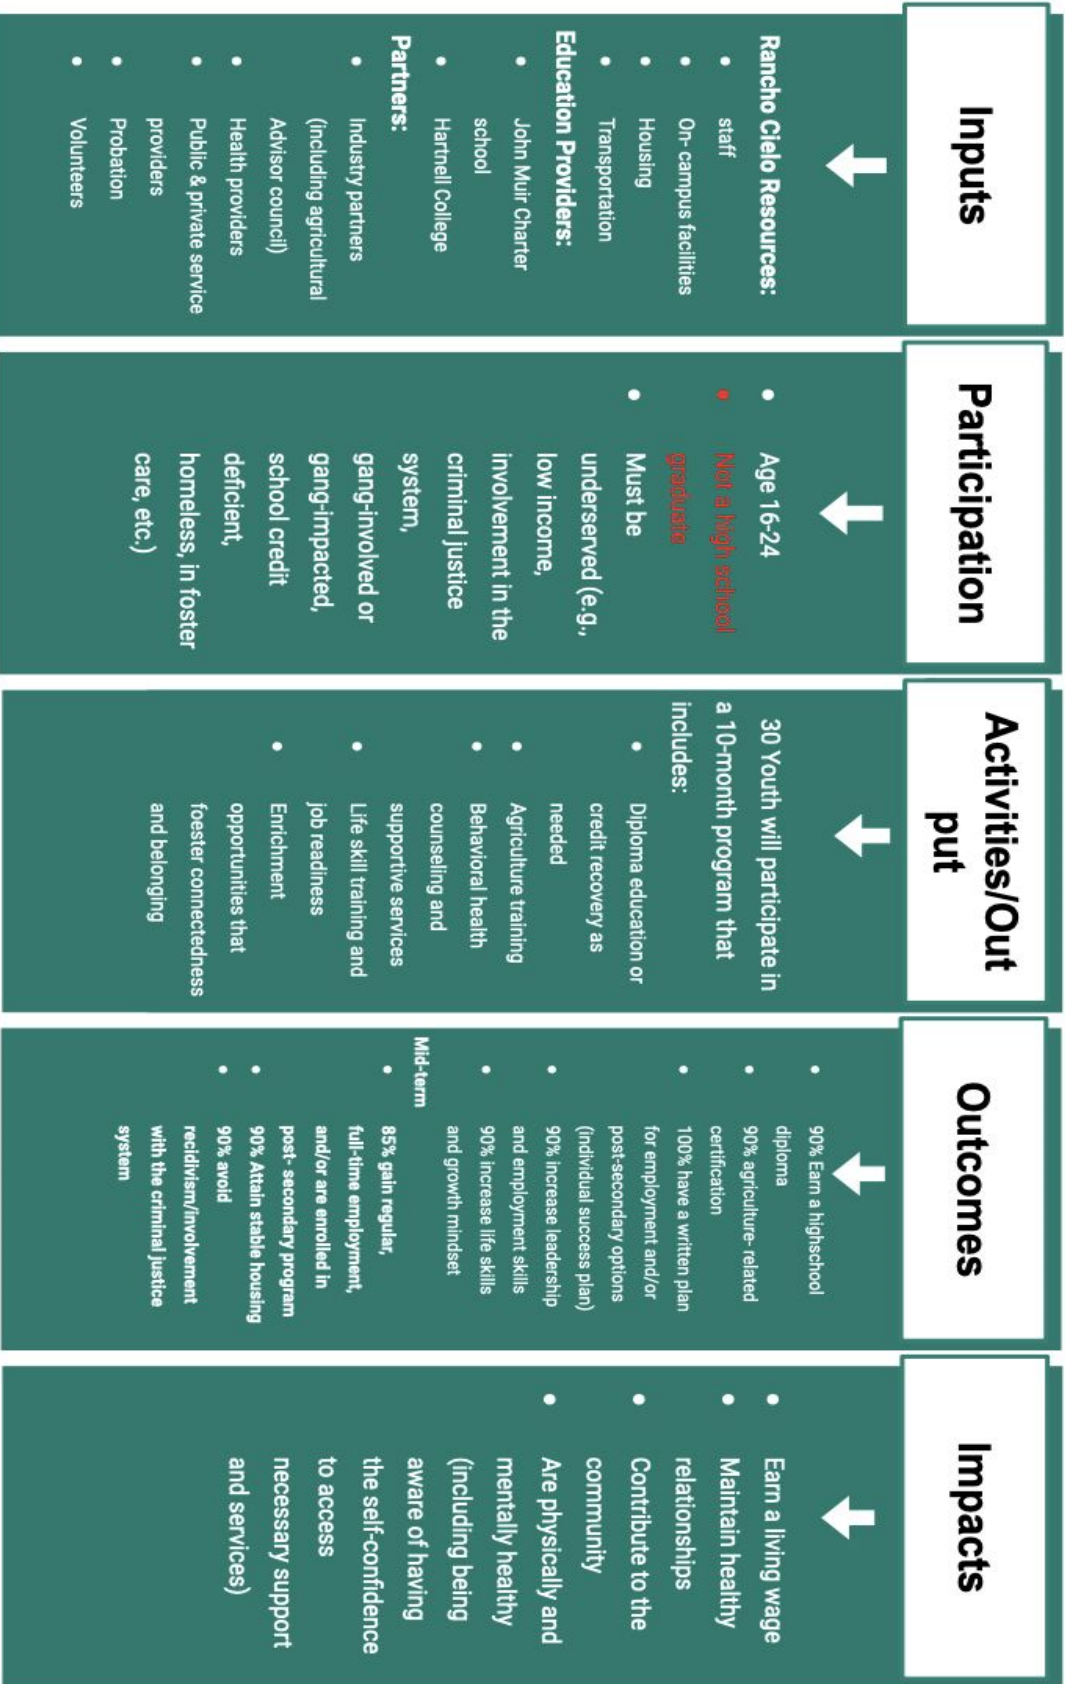 Inputs
Rancho Cielo Resources:
● staff
● On- campus facilities
● Housing
● Transportation
Education Providers:
● John Muir Charter
school
● Hartnell College
Partners:
● Industry partners
(including agricultural
Advisor council)
● Health providers
● Public & private service
providers
● Probation
● Volunteers
Participation
● Age 16-24
● Not a high school
graduate
● Must be
underserved (e.g.,
low income,
involvement in the
criminal justice
system,
gang-involved or
gang-impacted,
school credit
deficient,
homeless, in foster
care, etc.)
Activities/Out
put
30 Youth will participate in
a 10-month program that
includes:
● Diploma education or
credit recovery as
needed
● Agriculture training
● Behavioral health
counseling and
supportive services
● Life skill training and
job readiness
● Enrichment
opportunities that
foester connectedness
and belonging
Outcomes
● 90% Earn a highschool
diploma
● 90% agriculture- related
certification
● 100% have a written plan
for employment and/or
post-secondary options
(individual success plan)
● 90% increase leadership
and employment skills
● 90% increase life skills
and growth mindset
Mid-term
● 85% gain regular,
full-time employment,
and/or are enrolled in
post- secondary program
● 90% Attain stable housing
● 90% avoid
recidivism/involvement
with the criminal justice
system
Impacts
● Earn a living wage
● Maintain healthy
relationships
● Contribute to the
community
● Are physically and
mentally healthy
(including being
aware of having
the self-confidence
to access
necessary support
and services)